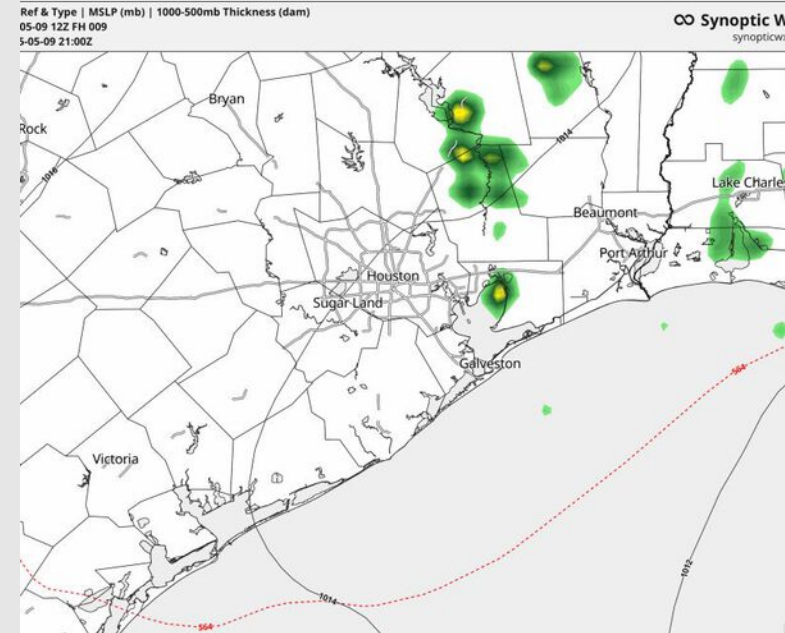 Ref & Type | MSLP (mb) | 1000-500mb Thickness (dam)
05-09 12Z FH 009
5-05-09 21:00Z
Synoptic W
synopticwx
Bryan
Rock
1014
1016
Lake Charle
Beaumont
Port Arthur
Houston
Sugar Land
Galveston
564
Victoria
1012
1014
564